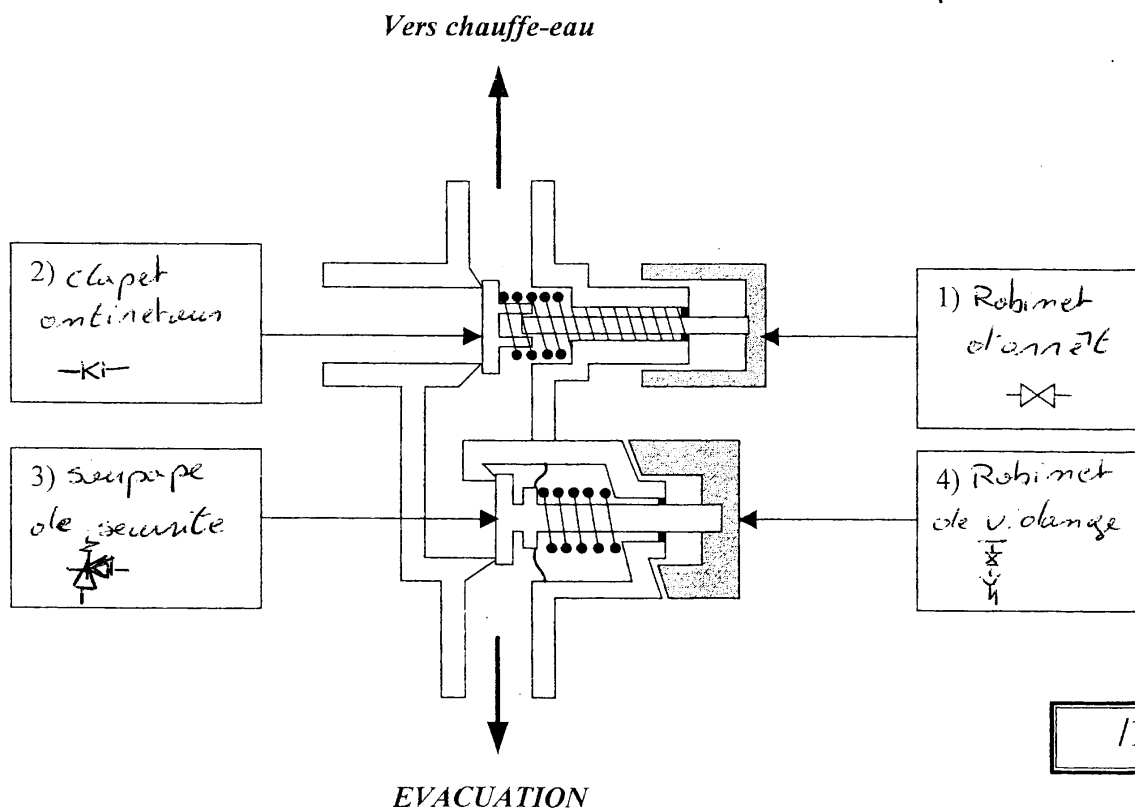 Vers chauffe-eau
2) clapet
antiretour
1) Robinet
d'arrêt
3) soupape
de sécurité
4) Robinet
de vidange
EVACUATION